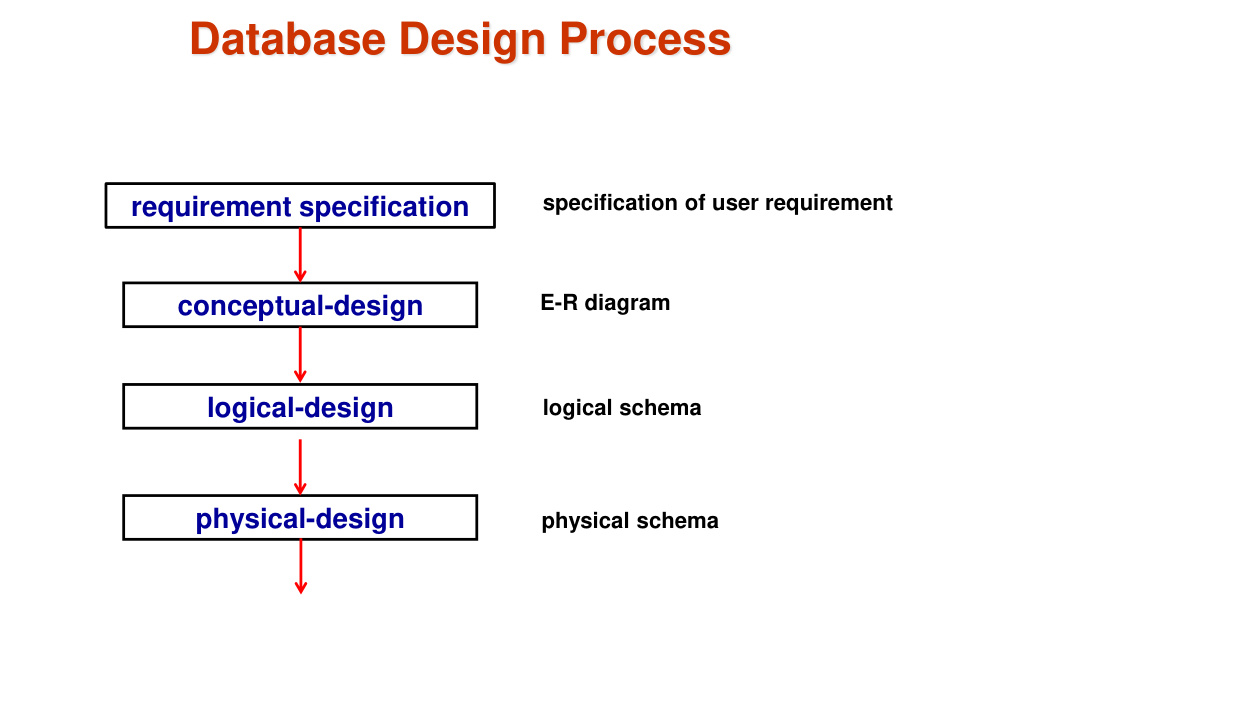 Database Design Process
requirement specification
specification of user requirement
conceptual-design
E-R diagram
logical-design
logical schema
physical-design
physical schema